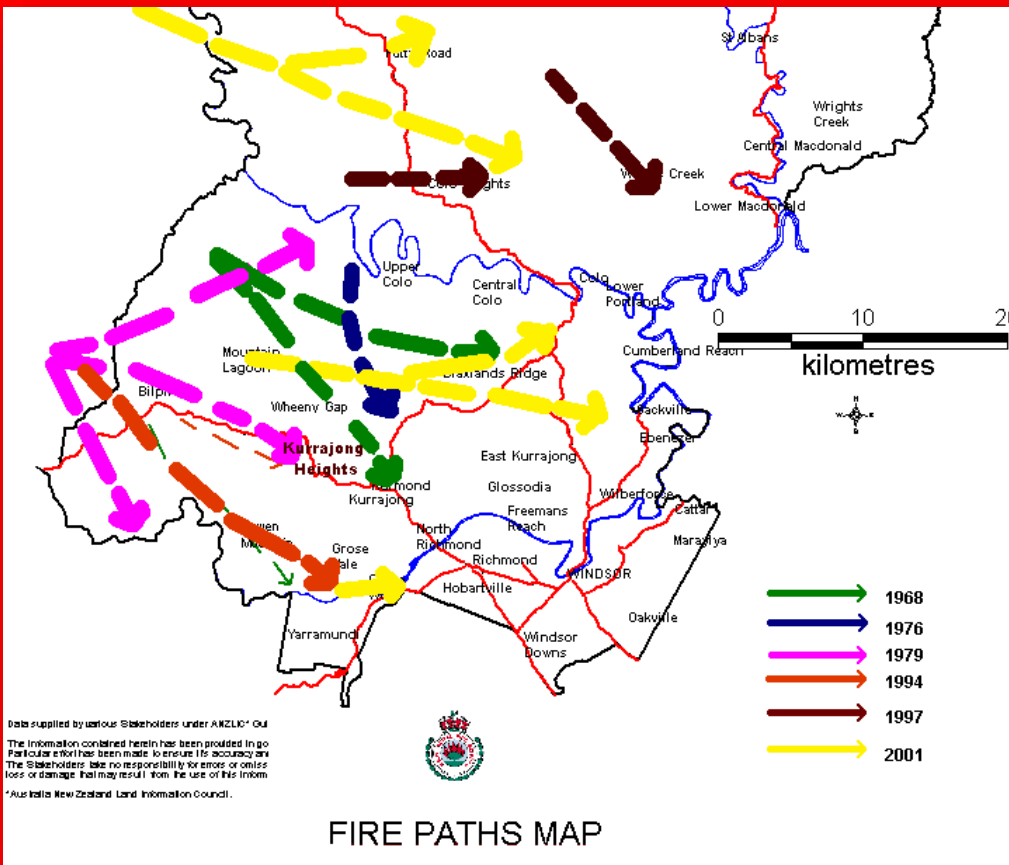 St Albans
Putty Road
Wrights
Creek
Central Macdonald
Creek
Lower Macdonald
Upper
Colo
Central
Colo
Colo
Lower
Portland
0 10
kilometres
Mountain
Lagoon
Cumberland Reach
Ridge
Wheeny Gap
Sackville
Ebenezer
Kurrajong
Heights
East Kurrajong
Kurrajong
Glossodia
Wilberforce
Freemans
Reach
Cattai
Maraylya
North
Richmond
Grose
Richmond
WINDSOR
Hobartville
Oakville
Yarramundi
Windsor
Downs
1968
1976
1979
1994
1997
2001
Data supplied by various Stakeholders under ANZLIC* Gui
The information contained herein has been provided in go
Particular effort has been made to ensure its accuracy an
The Stakeholders take no responsibility for errors or omiss
loss or damage that may result from the use of this inform
*Australia New Zealand Land Information Council.
FIRE PATHS MAP